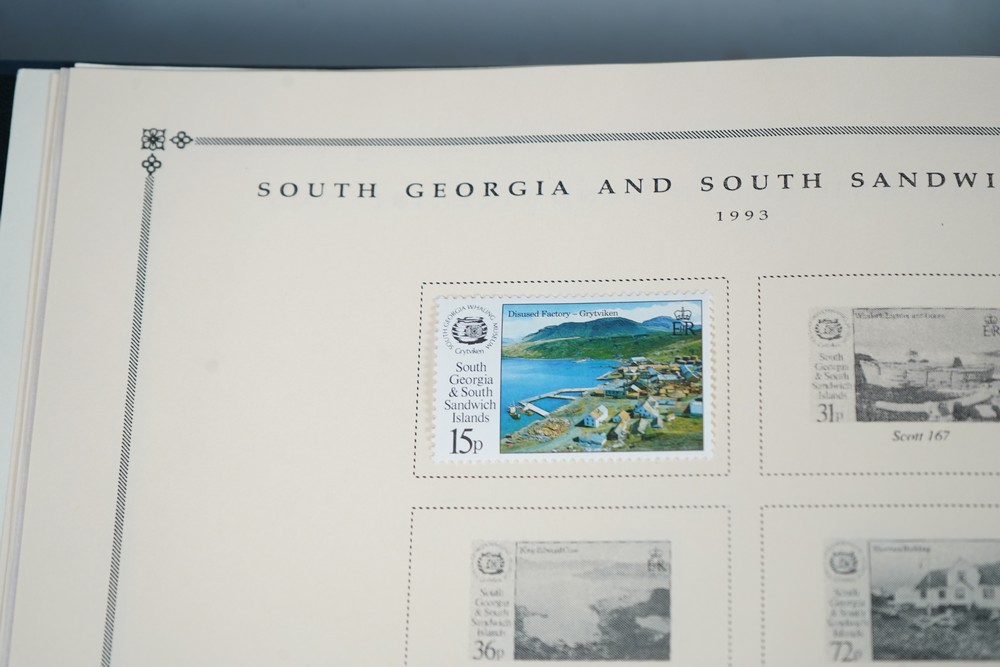 SOUTH GEORGIA AND SOUTH SANDWI
1993
SOUTH GEORGIA WHALING MUSEUM
Grytviken
Disused Factory – Grytviken
E II R
South
Georgia
& South
Sandwich
Islands
15p
South
Georgia
& South
Sandwich
Islands
31p
Scott 167
South
Georgia
& South
Sandwich
Islands
36p
E II R
South
Georgia
& South
Sandwich
Islands
72p